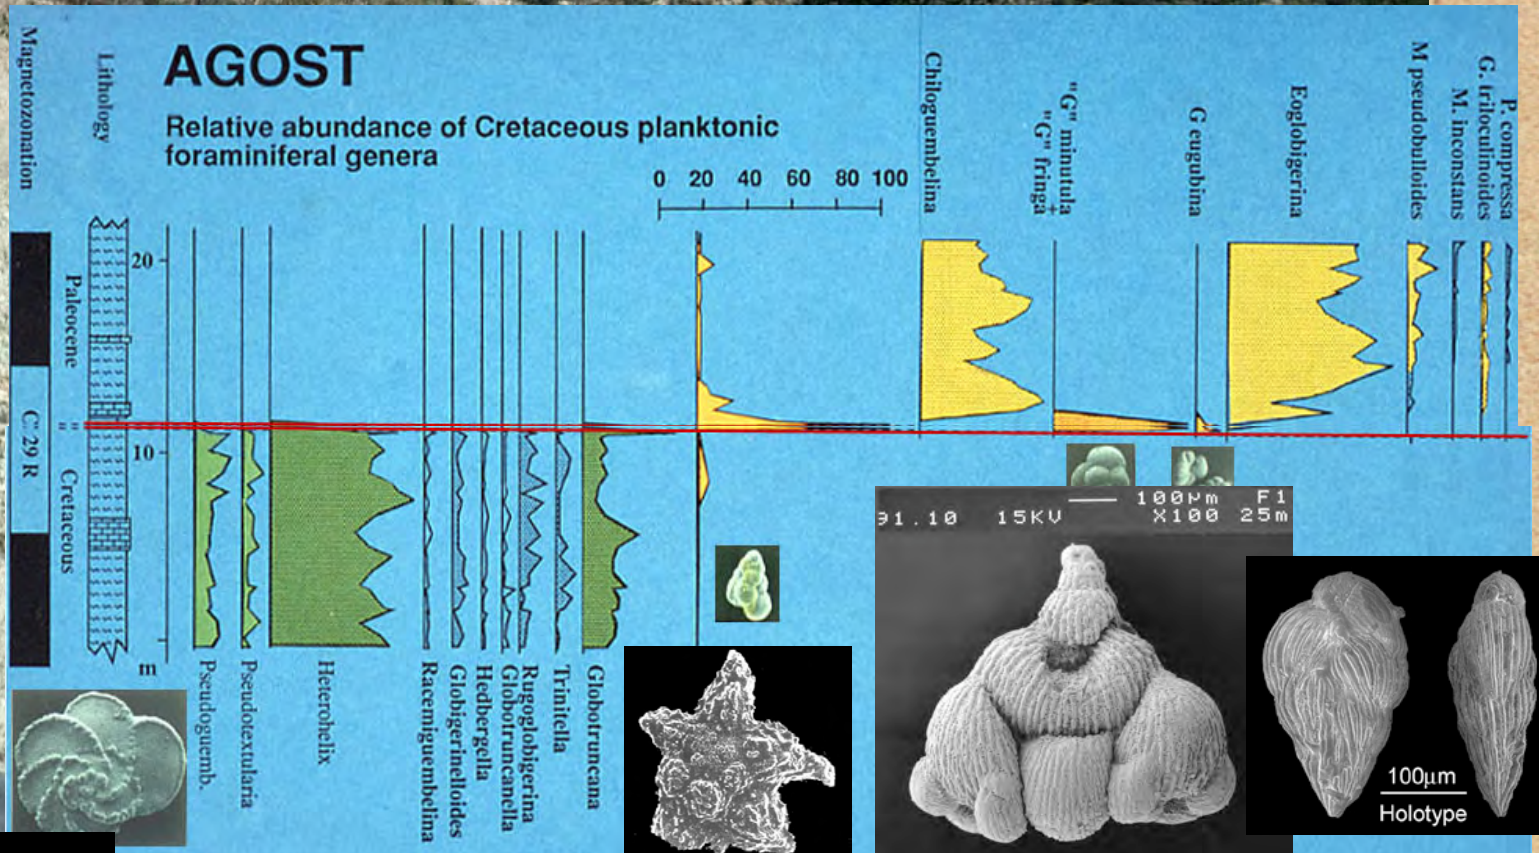 AGOST
Relative abundance of Cretaceous planktonic
foraminiferal genera
Magnetozonation
Lithology
0 20 40 60 80 100
Chiloguembelina
"G" minutula
+
"G" fringa
G eugubina
Eoglobigerina
M pseudobulloides
M. inconstans
G. triloculinoides
P. compressa
20
Paleocene
10
C 29 R
Cretaceous
m
Pseudoguemb.
Pseudotextularia
Heterohelix
Racemiguembelina
Globigerinelloides
Hedbergella
Globotruncanella
Rugoglobigerina
Trinitella
Globotruncana
100µm F1
91.10 15KV X100 25m
100µm
Holotype